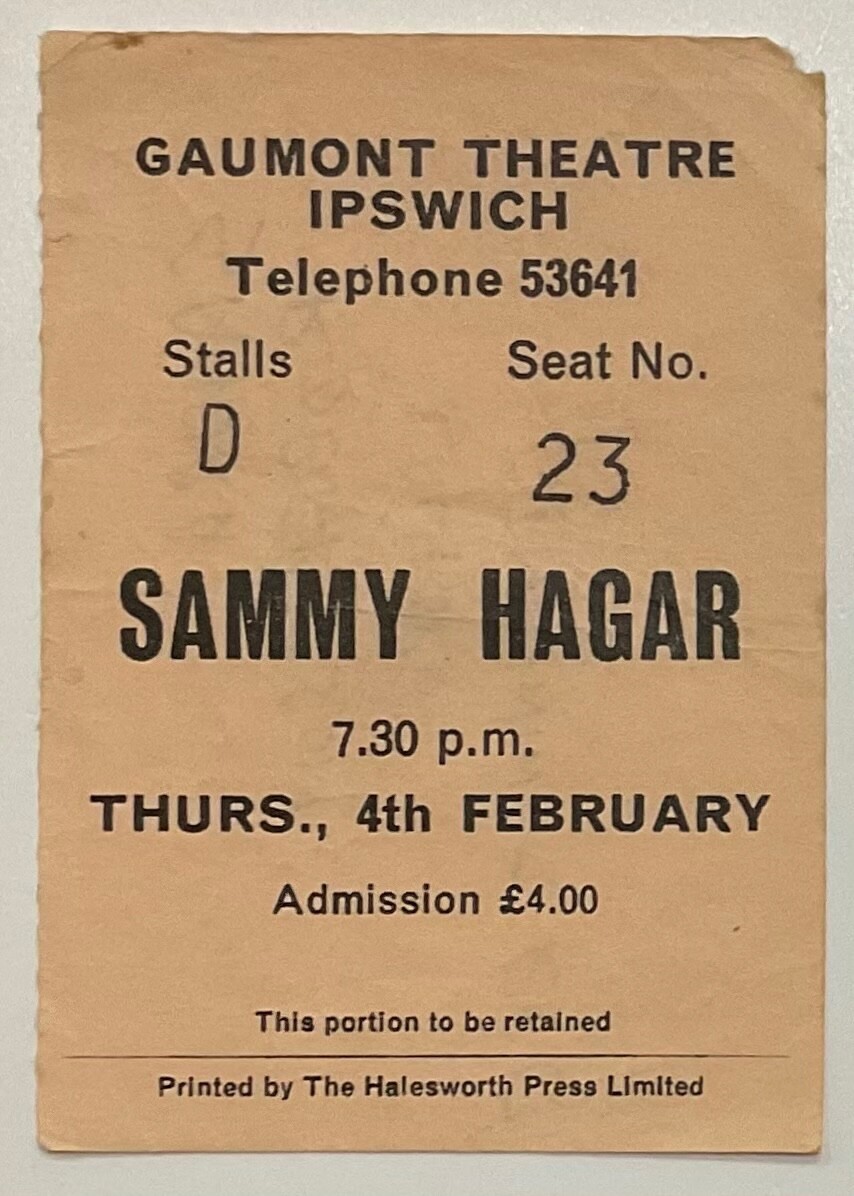 GAUMONT THEATRE
IPSWICH
Telephone 53641
Stalls Seat No.
D 23
SAMMY HAGAR
7.30 p.m.
THURS., 4th FEBRUARY
Admission £4.00
This portion to be retained
Printed by The Halesworth Press Limited